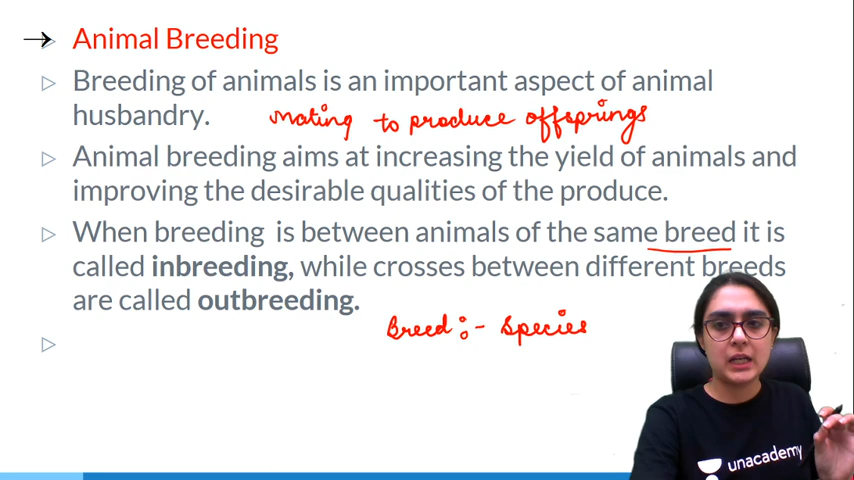 Animal Breeding
Breeding of animals is an important aspect of animal
husbandry.
Mating to produce offsprings
Animal breeding aims at increasing the yield of animals and
improving the desirable qualities of the produce.
When breeding is between animals of the same breed it is
called inbreeding, while crosses between different breeds
are called outbreeding.
Breed :- Species
unacademy